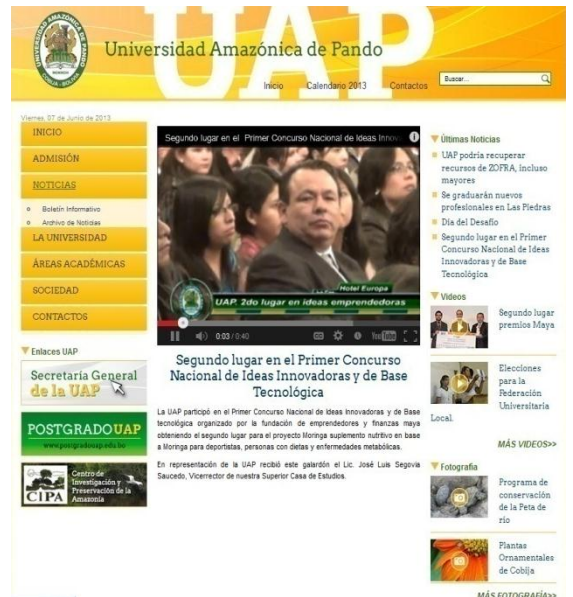 UAP
Universidad Amazónica de Pando
Inicio Calendario 2013 Contactos
Buscar...
Viernes, 07 de Junio de 2013
INICIO
ADMISIÓN
NOTICIAS
Boletín Informativo
Archivo de Noticias
LA UNIVERSIDAD
ÁREAS ACADÉMICAS
SOCIEDAD
CONTACTOS
Enlaces UAP
Secretaría General
de la UAP
POSTGRADO UAP
www.postgradouap.edu.bo
CIPA
Centro de
Investigación y
Preservación de la
Amazonía
Segundo lugar en el Primer Concurso Nacional de Ideas Innov
Hotel Europa
UAP. 2do lugar en ideas emprendedoras
0:03 / 0:40
YouTube
Segundo lugar en el Primer Concurso
Nacional de Ideas Innovadoras y de Base
Tecnológica
La UAP participó en el Primer Concurso Nacional de Ideas Innovadoras y de Base
tecnológica organizado por la fundación de emprendedores y finanzas maya
obteniendo el segundo lugar para el proyecto Moringa suplemento nutritivo en base
a Moringa para deportistas, personas con dietas y enfermedades metabólicas.
En representación de la UAP recibió este galardón el Lic. José Luis Segovia
Saucedo, Vicerrector de nuestra Superior Casa de Estudios.
Últimas Noticias
UAP podría recuperar
recursos de ZOFRA, incluso
mayores
Se graduarán nuevos
profesionales en Las Piedras
Día del Desafío
Segundo lugar en el Primer
Concurso Nacional de Ideas
Innovadoras y de Base
Tecnológica
Videos
Segundo lugar
premios Maya
Elecciones
para la
Federación
Universitaria
Local.
MÁS VIDEOS>>
Fotografía
Programa de
conservación
de la Peta de
río
Plantas
Ornamentales
de Cobija
MÁS FOTOGRAFÍA>>